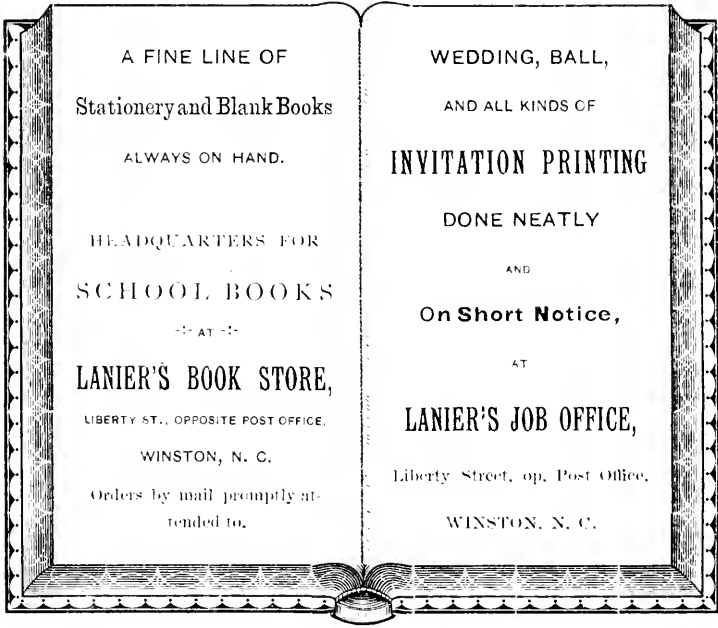 A FINE LINE OF
Stationery and Blank Books
ALWAYS ON HAND.
HEADQUARTERS FOR
SCHOOL BOOKS
-:- AT -:-
LANIER'S BOOK STORE,
LIBERTY ST., OPPOSITE POST OFFICE,
WINSTON, N. C.
Orders by mail promptly at-
tended to.
WEDDING, BALL,
AND ALL KINDS OF
INVITATION PRINTING
DONE NEATLY
AND
On Short Notice,
AT
LANIER'S JOB OFFICE,
Liberty Street, op. Post Office,
WINSTON, N. C.